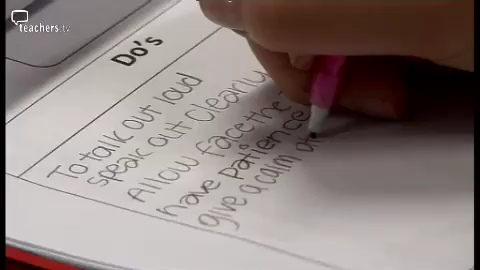 teachers.tv
Do's
To talk out loud
speak out clearly
Allow face the
have patience
give a calm